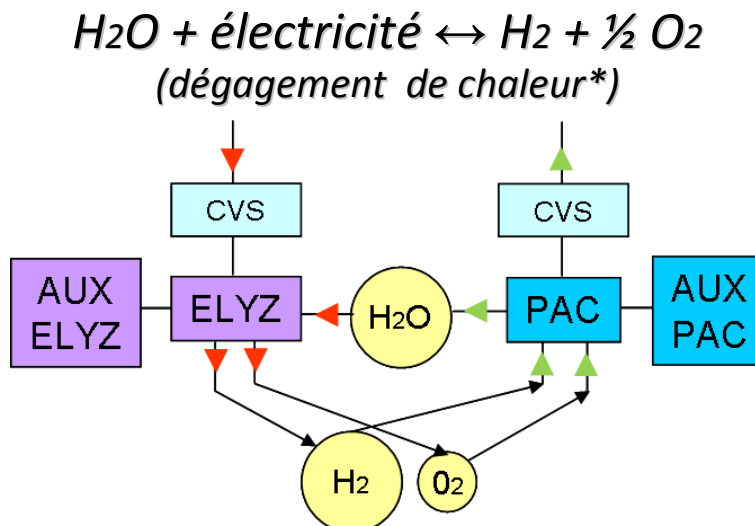 H₂O + électricité ↔ H₂ + ½ O₂
(dégagement de chaleur*)
CVS
CVS
AUX
ELYZ
ELYZ
H₂O
PAC
AUX
PAC
H₂
0₂